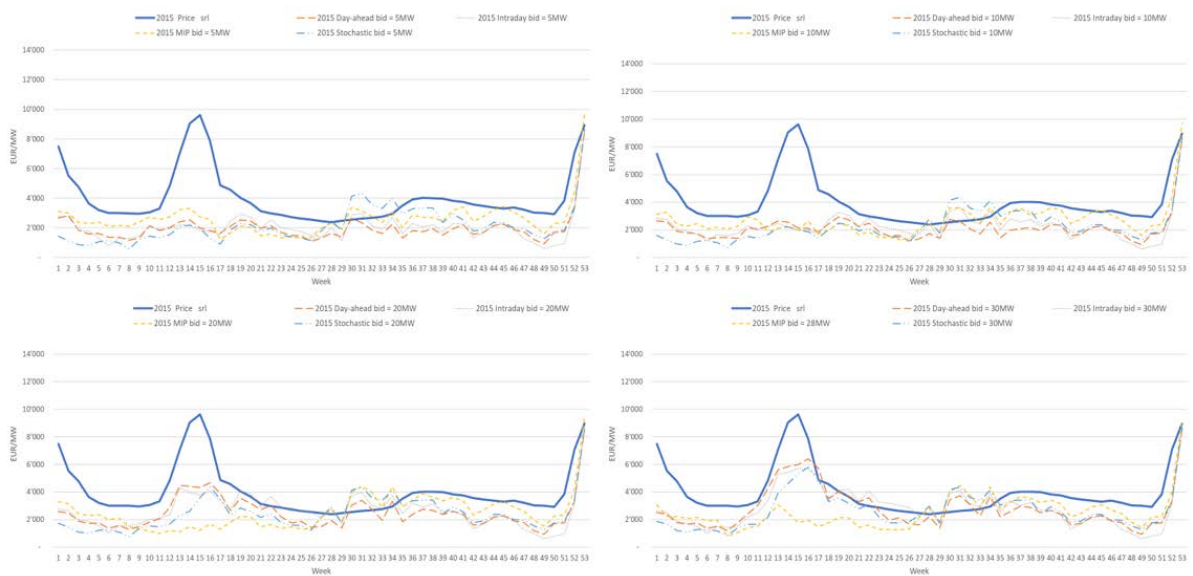 2015 Price srl 2015 Day-ahead bid = 5MW 2015 Intraday bid = 5MW
2015 MIP bid = 5MW 2015 Stochastic bid = 5MW
14'000
12'000
10'000
8'000
6'000
4'000
2'000
-
EUR/MW
1 2 3 4 5 6 7 8 9 10 11 12 13 14 15 16 17 18 19 20 21 22 23 24 25 26 27 28 29 30 31 32 33 34 35 36 37 38 39 40 41 42 43 44 45 46 47 48 49 50 51 52 53
Week
2015 Price srl 2015 Day-ahead bid = 10MW 2015 Intraday bid = 10MW
2015 MIP bid = 10MW 2015 Stochastic bid = 10MW
14'000
12'000
10'000
8'000
6'000
4'000
2'000
-
EUR/MW
1 2 3 4 5 6 7 8 9 10 11 12 13 14 15 16 17 18 19 20 21 22 23 24 25 26 27 28 29 30 31 32 33 34 35 36 37 38 39 40 41 42 43 44 45 46 47 48 49 50 51 52 53
Week
2015 Price srl 2015 Day-ahead bid = 20MW 2015 Intraday bid = 20MW
2015 MIP bid = 20MW 2015 Stochastic bid = 20MW
14'000
12'000
10'000
8'000
6'000
4'000
2'000
-
EUR/MW
1 2 3 4 5 6 7 8 9 10 11 12 13 14 15 16 17 18 19 20 21 22 23 24 25 26 27 28 29 30 31 32 33 34 35 36 37 38 39 40 41 42 43 44 45 46 47 48 49 50 51 52 53
Week
2015 Price srl 2015 Day-ahead bid = 30MW 2015 Intraday bid = 30MW
2015 MIP bid = 28MW 2015 Stochastic bid = 30MW
14'000
12'000
10'000
8'000
6'000
4'000
2'000
-
EUR/MW
1 2 3 4 5 6 7 8 9 10 11 12 13 14 15 16 17 18 19 20 21 22 23 24 25 26 27 28 29 30 31 32 33 34 35 36 37 38 39 40 41 42 43 44 45 46 47 48 49 50 51 52 53
Week